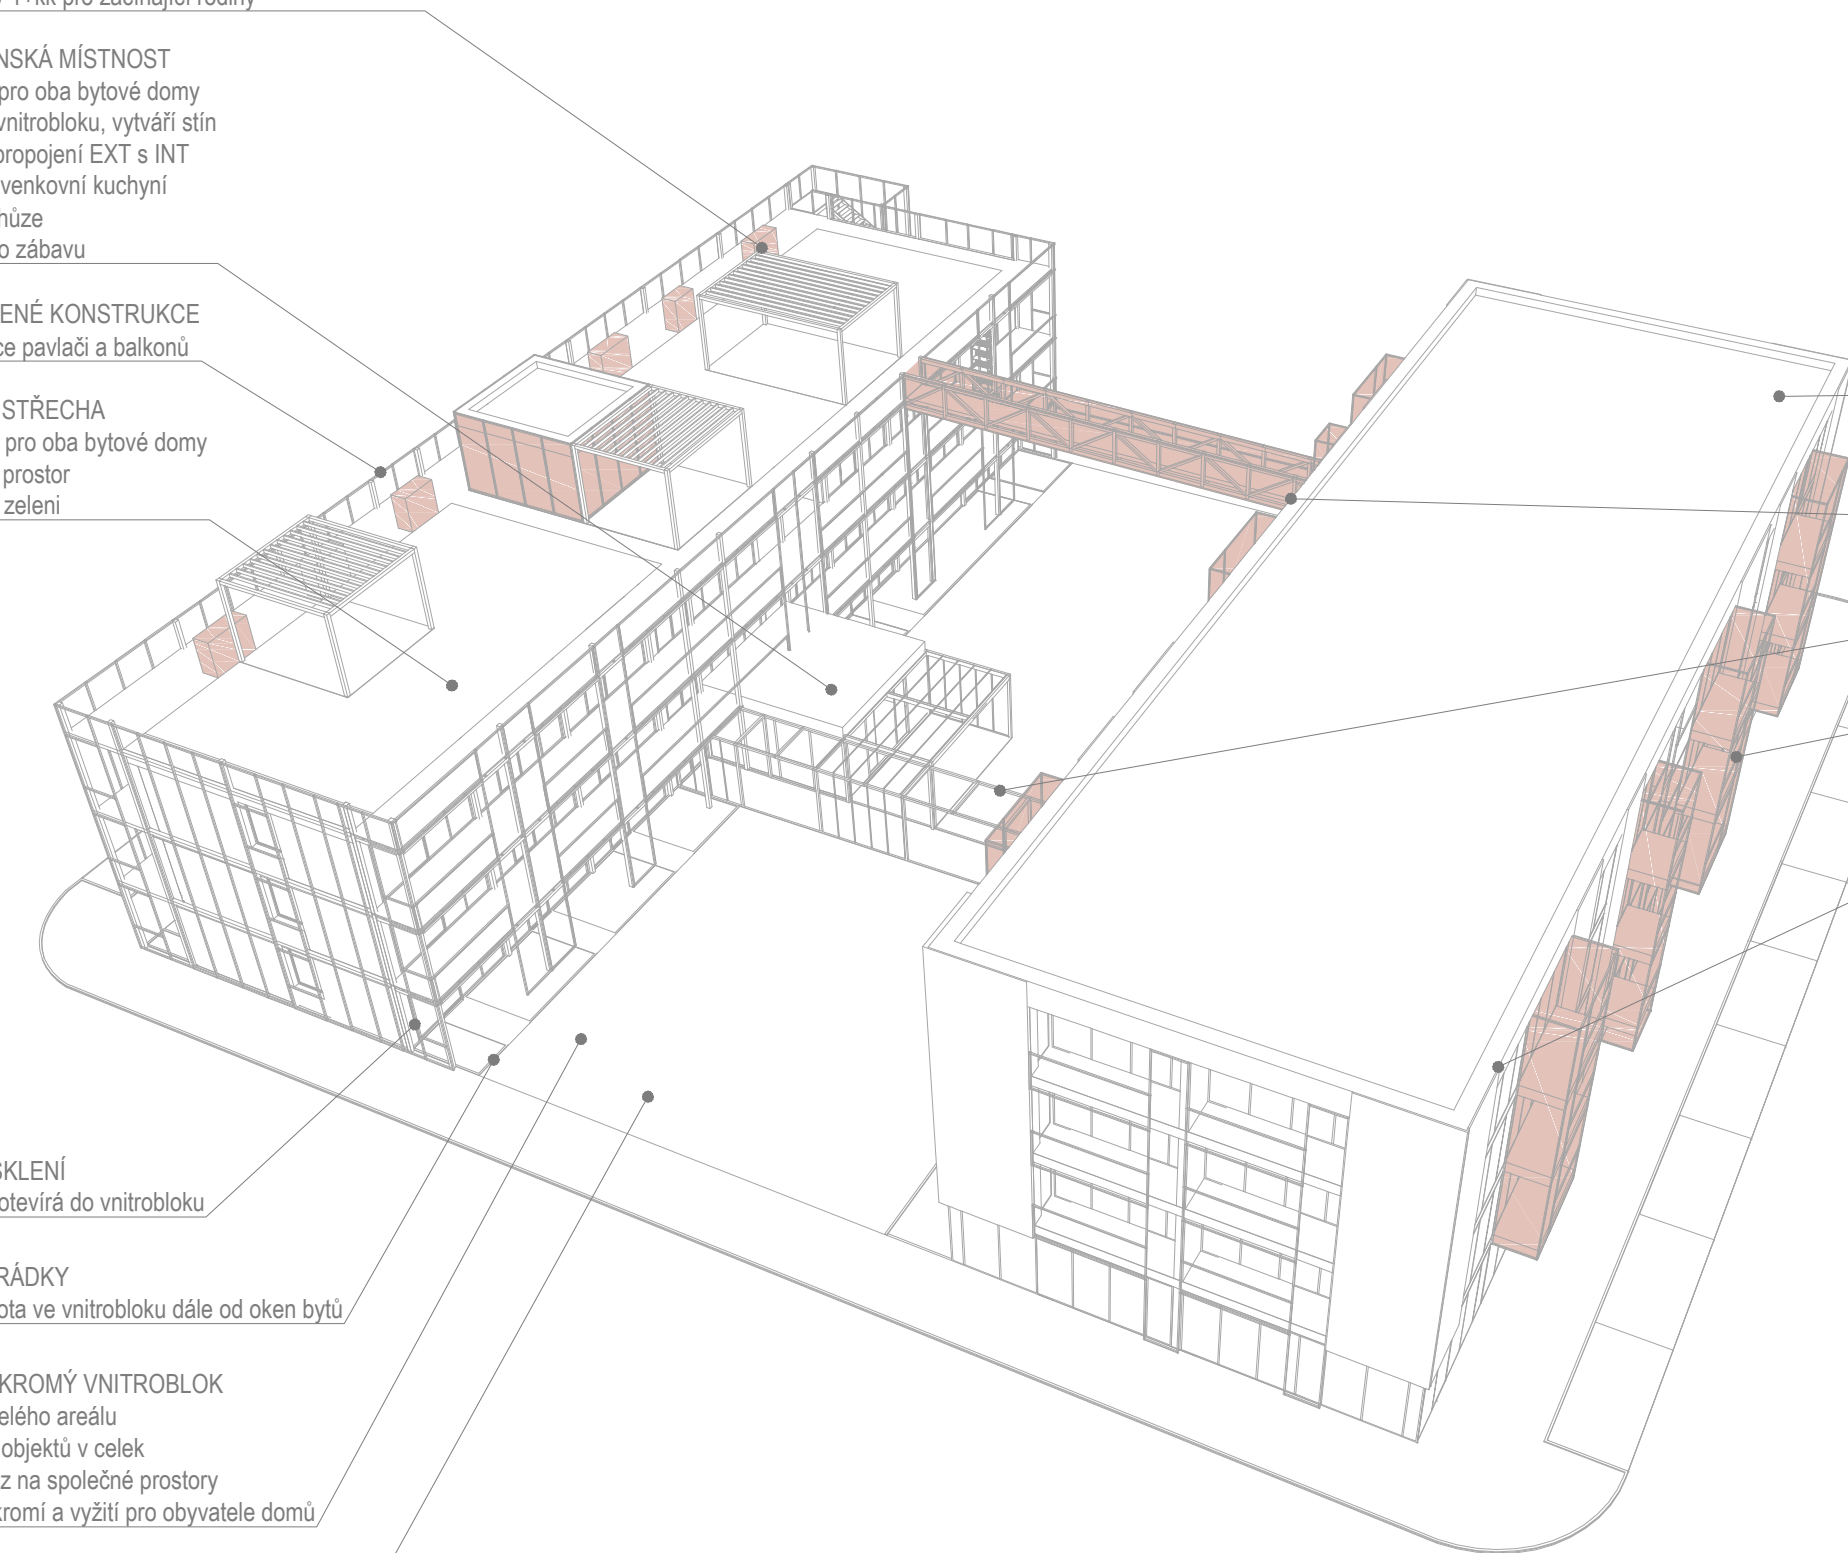 1+kk pro začínající rodiny
NSKÁ MÍSTNOST
pro oba bytové domy
vnitrobloku, vytváří stín
propojení EXT s INT
venkovní kuchyní
hůze
o zábavu
ENÉ KONSTRUKCE
ce pavlači a balkonů
STŘECHA
pro oba bytové domy
prostor
zeleni
SKLENÍ
otevírá do vnitrobloku
RÁDKY
ota ve vnitrobloku dále od oken bytů
KROMÝ VNITROBLOK
elého areálu
objektů v celek
z na společné prostory
kromí a vyžití pro obyvatele domů